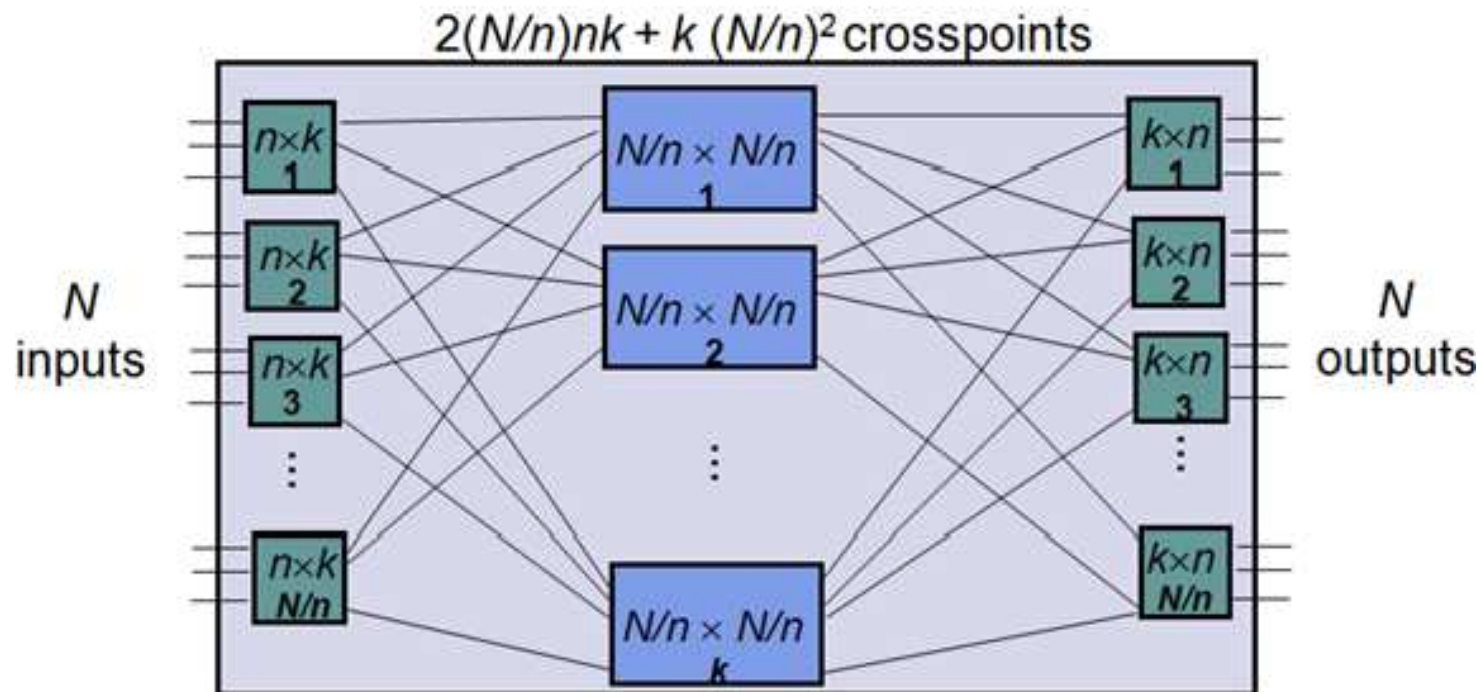 2(N/n)nk + k (N/n)² crosspoints
N
inputs
n×k
1
n×k
2
n×k
3
⋮
n×k
N/n
N/n × N/n
1
N/n × N/n
2
⋮
N/n × N/n
k
k×n
1
k×n
2
k×n
3
⋮
k×n
N/n
N
outputs